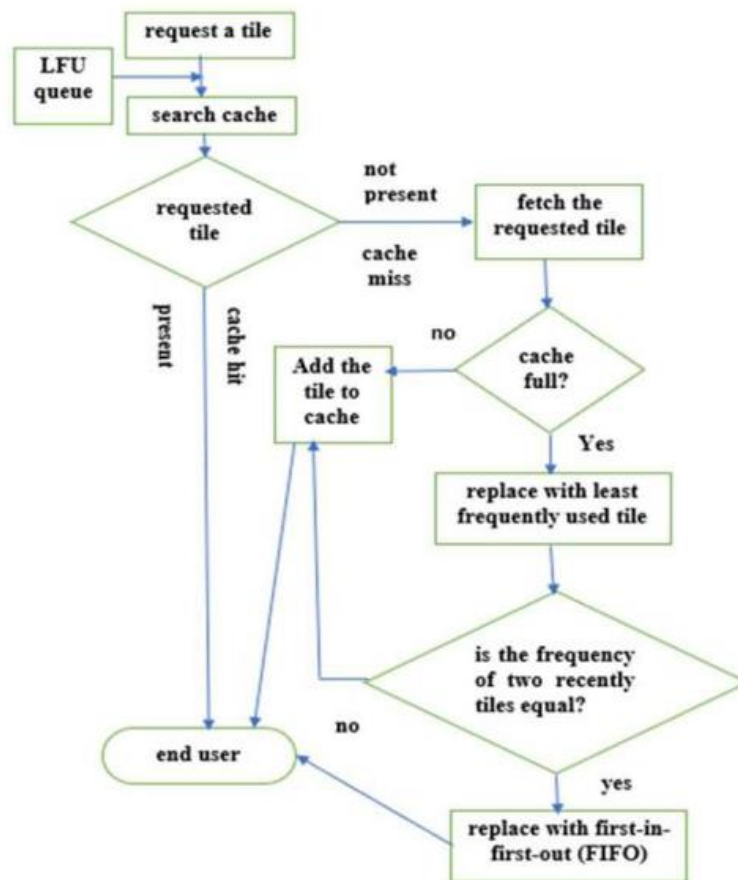 request a tile
LFU
queue
search cache
requested
tile
not
present
cache
miss
fetch the
requested tile
present
cache hit
no
cache
full?
Add the
tile to
cache
Yes
replace with least
frequently used tile
is the frequency
of two recently
tiles equal?
no
end user
yes
replace with first-in-
first-out (FIFO)